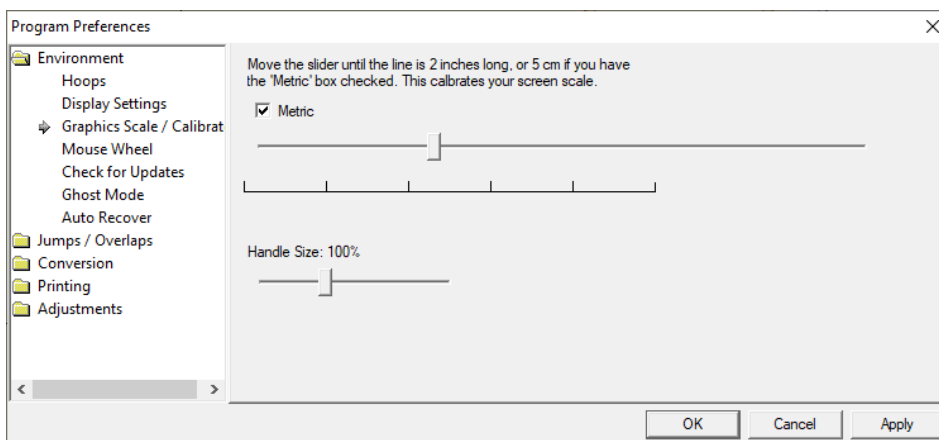 Program Preferences
Environment
Hoops
Display Settings
Graphics Scale / Calibrat
Mouse Wheel
Check for Updates
Ghost Mode
Auto Recover
Jumps / Overlaps
Conversion
Printing
Adjustments
Move the slider until the line is 2 inches long, or 5 cm if you have
the 'Metric' box checked. This calbrates your screen scale.
Metric
Handle Size: 100%
OK
Cancel
Apply